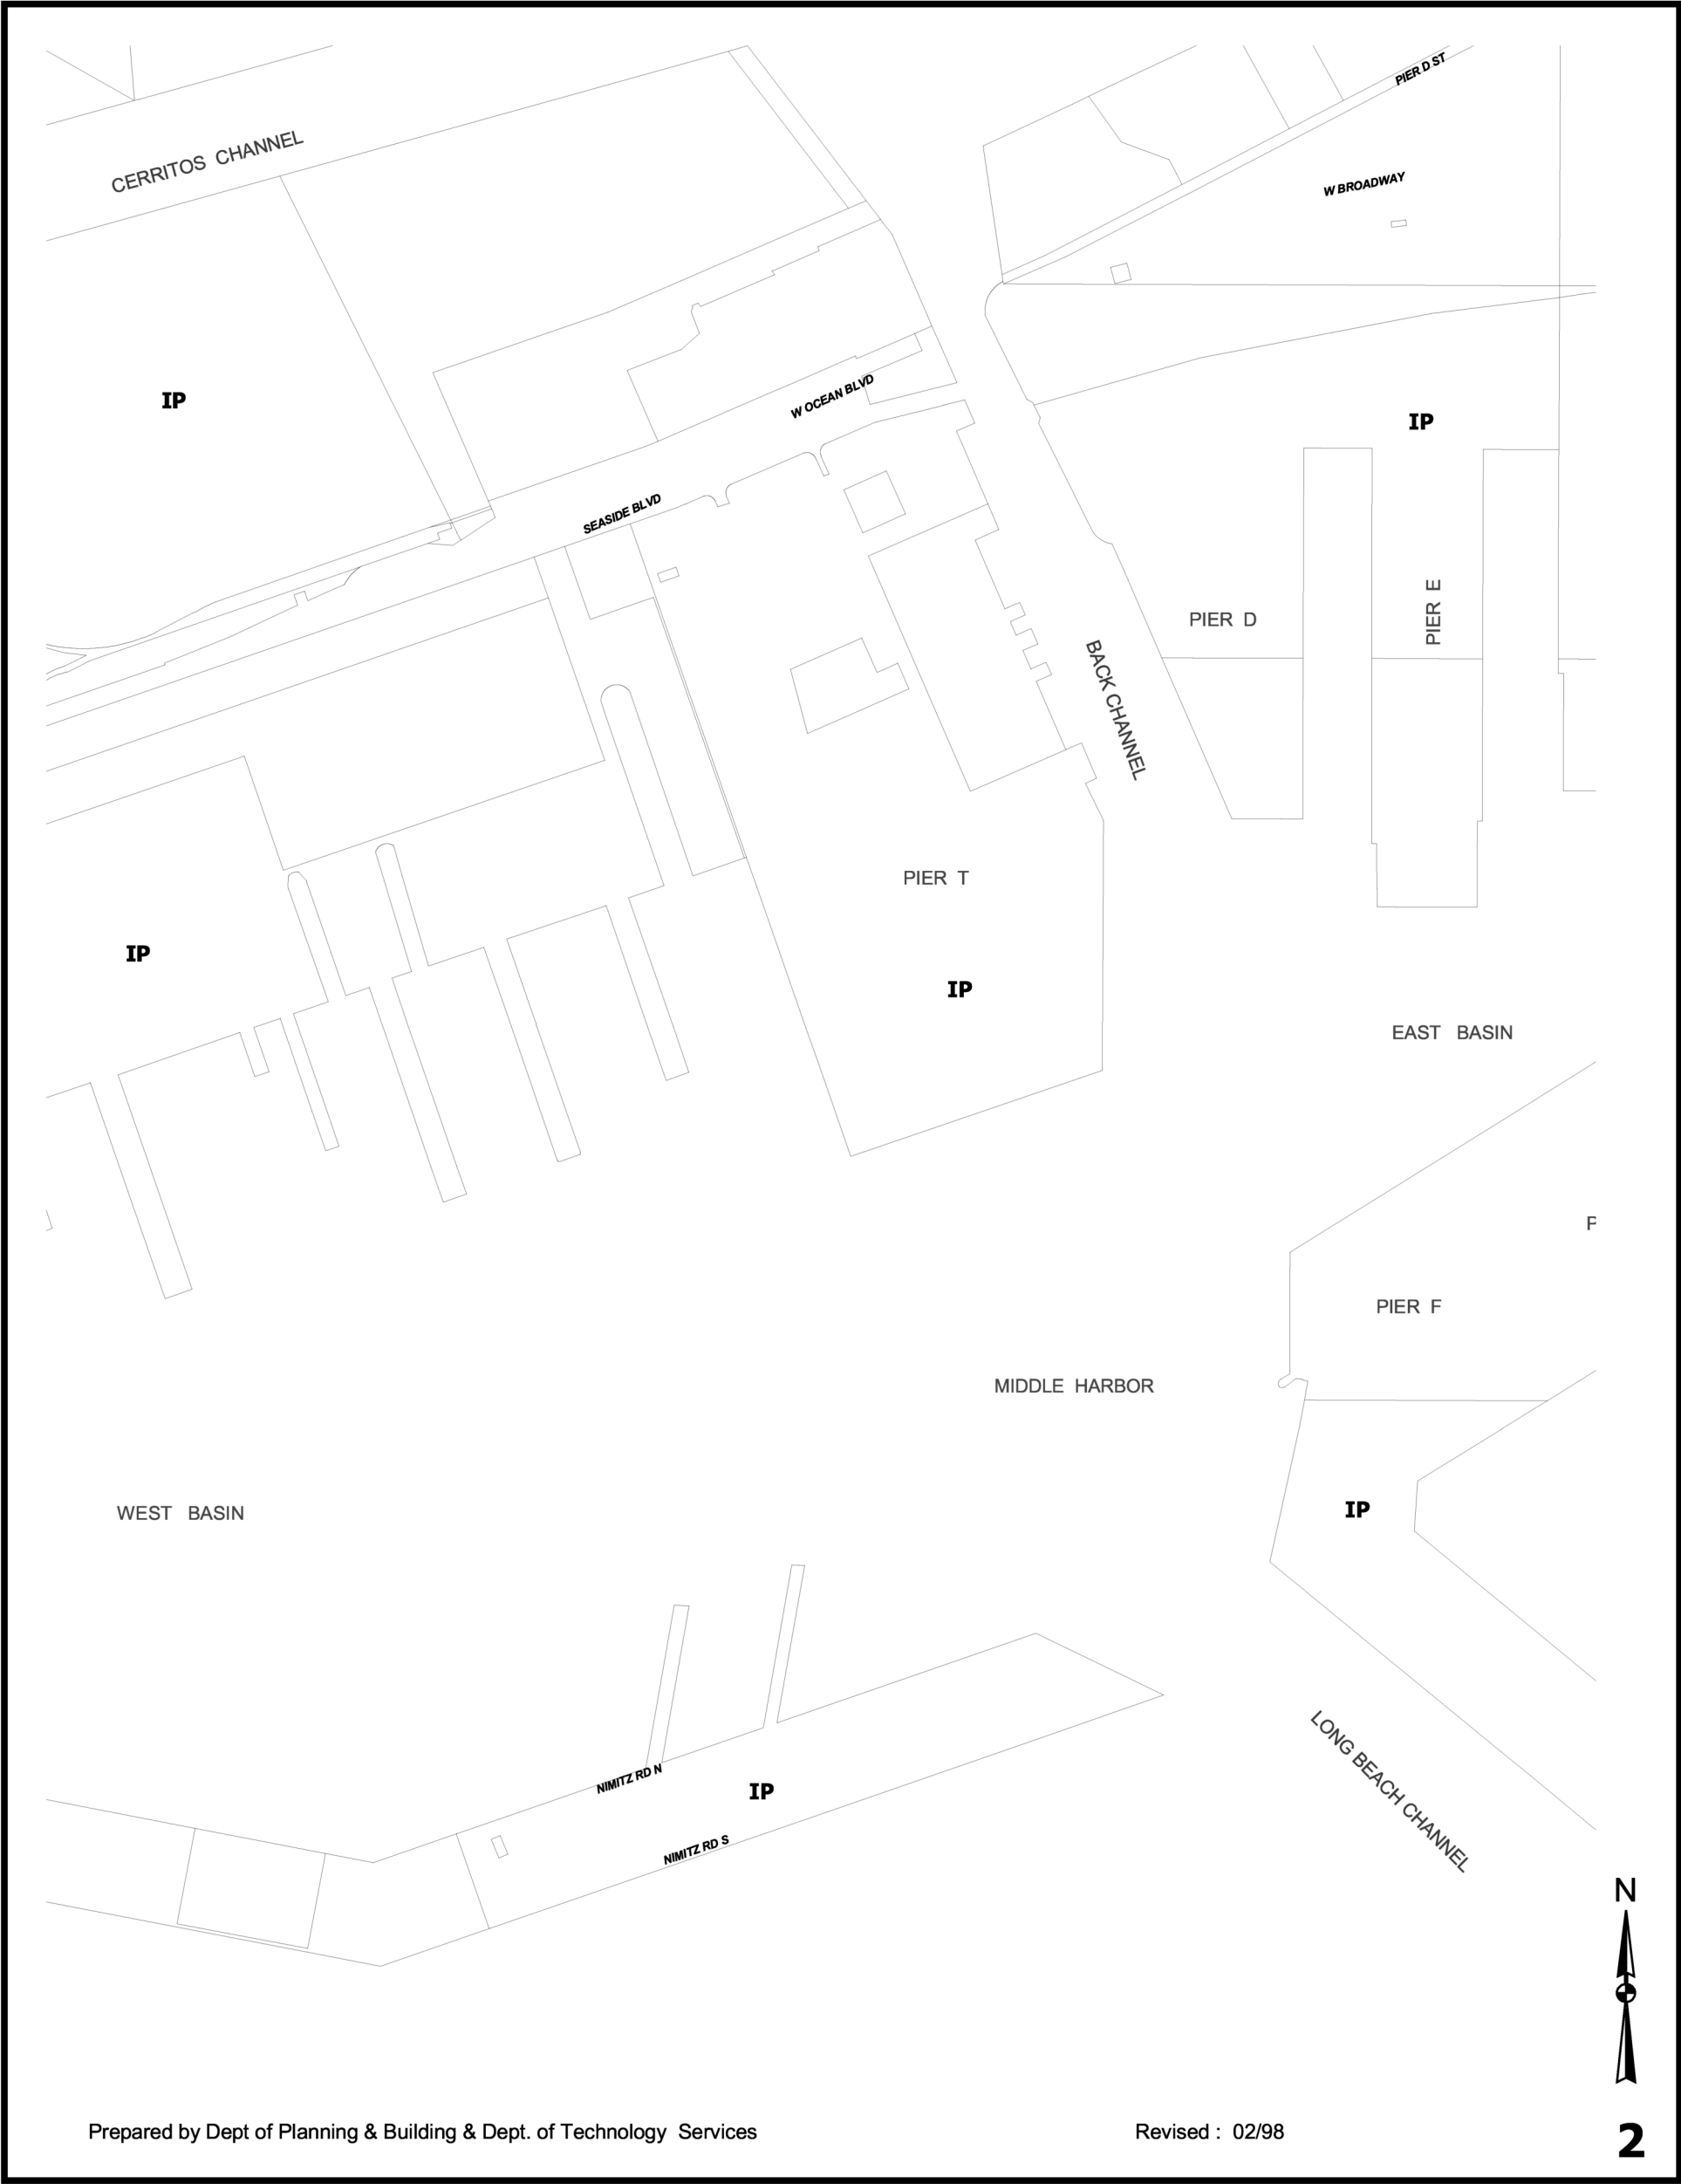 PIER D ST
CERRITOS CHANNEL
W BROADWAY
IP
W OCEAN BLVD
IP
SEASIDE BLVD
PIER D
PIER E
BACK CHANNEL
PIER T
IP
IP
EAST BASIN
PIER F
MIDDLE HARBOR
WEST BASIN
IP
LONG BEACH CHANNEL
NIMITZ RD N
IP
NIMITZ RD S
N
Prepared by Dept of Planning & Building & Dept. of Technology Services
Revised : 02/98
2